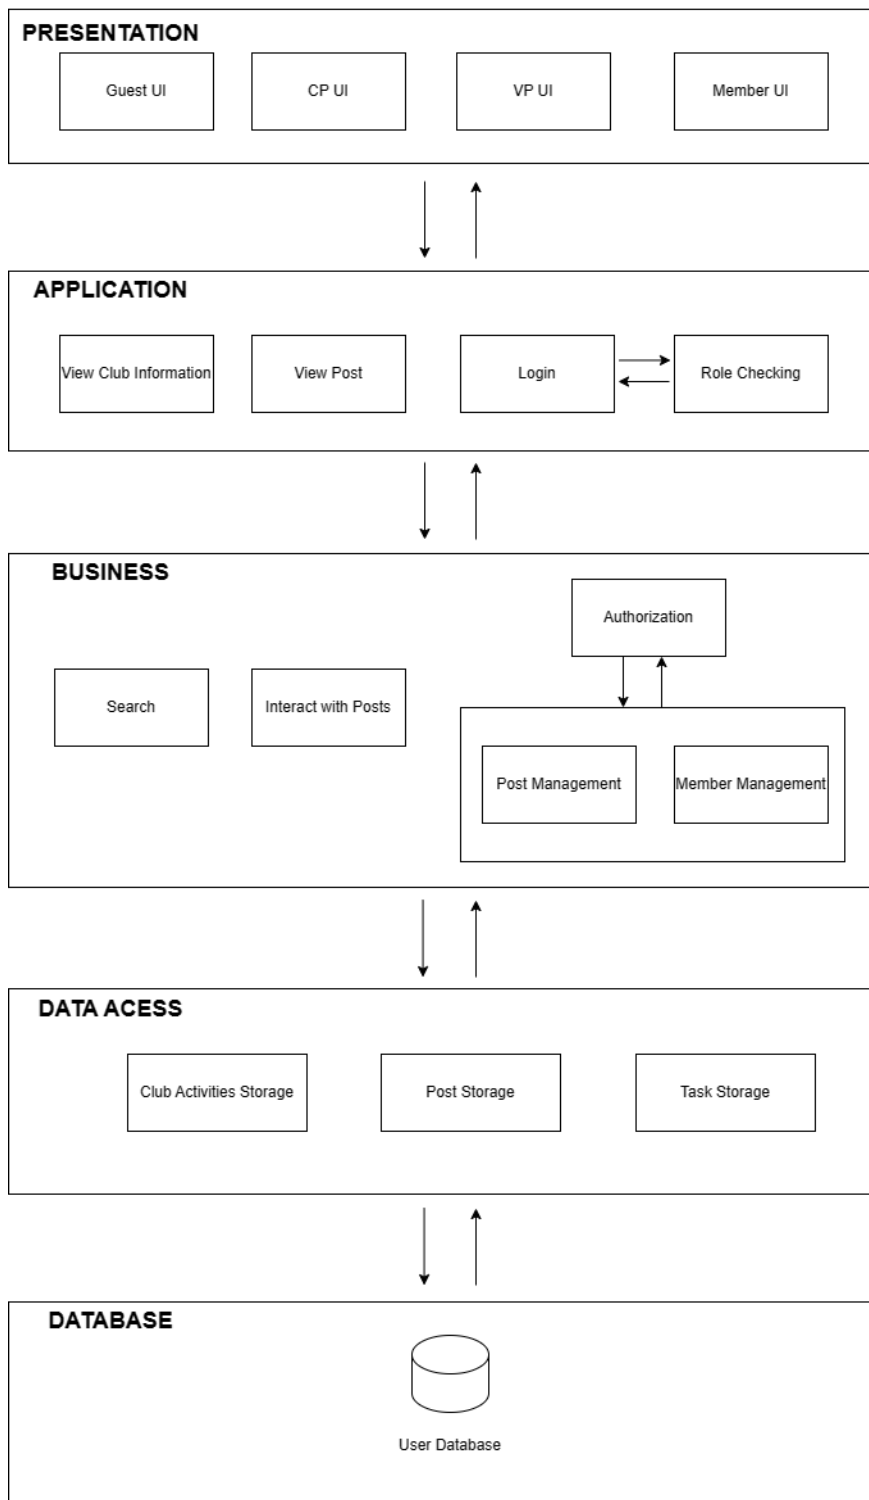 PRESENTATION
Guest UI
CP UI
VP UI
Member UI
APPLICATION
View Club Information
View Post
Login
Role Checking
BUSINESS
Authorization
Search
Interact with Posts
Post Management
Member Management
DATA ACESS
Club Activities Storage
Post Storage
Task Storage
DATABASE
User Database